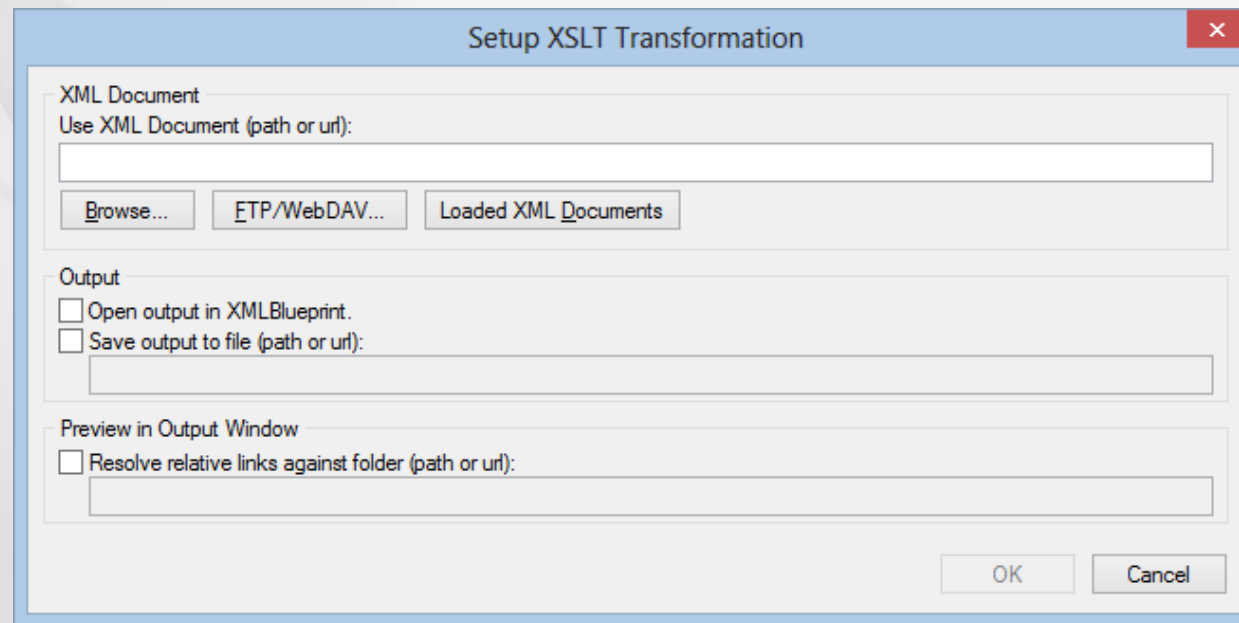 Setup XSLT Transformation
XML Document
Use XML Document (path or url):
Browse... FTP/WebDAV... Loaded XML Documents
Output
Open output in XMLBlueprint.
Save output to file (path or url):
Preview in Output Window
Resolve relative links against folder (path or url):
OK Cancel